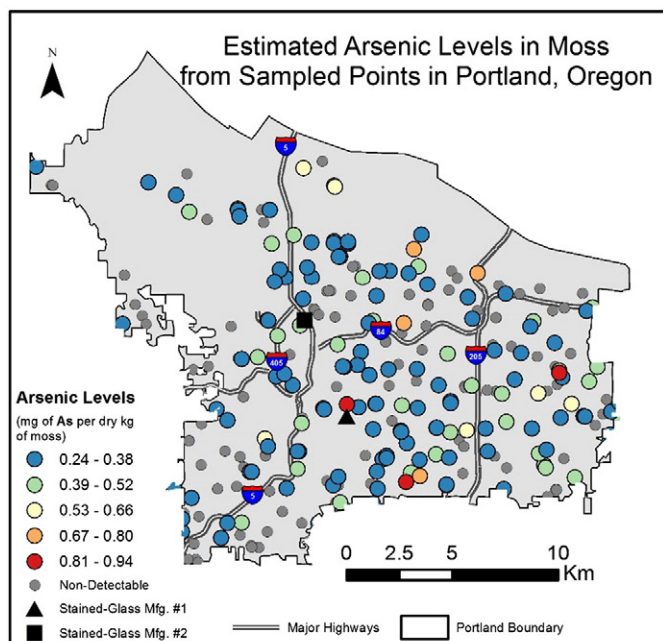 Estimated Arsenic Levels in Moss
from Sampled Points in Portland, Oregon
N
5
84
405
205
5
Arsenic Levels
(mg of As per dry kg
of moss)
0.24 - 0.38
0.39 - 0.52
0.53 - 0.66
0.67 - 0.80
0.81 - 0.94
Non-Detectable
Stained-Glass Mfg. #1
Stained-Glass Mfg. #2
0 2.5 5 10
Km
Major Highways
Portland Boundary